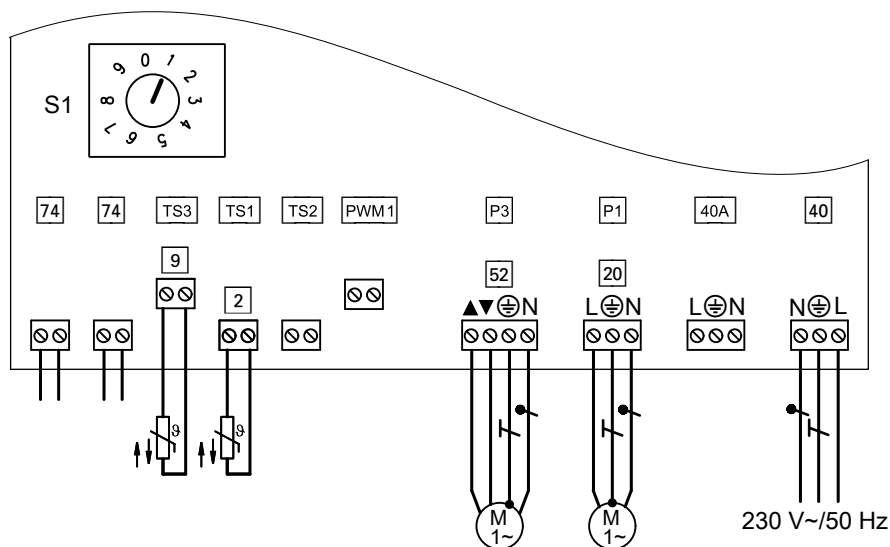 S1
0 1 2 3 4 5 6 7 8 9
74 74 TS3 TS1 TS2 PWM1 P3 P1 40A 40
9 52 20
2
▲▼⏚N L⏚N L⏚N N⏚L
ϑ ϑ
M M
1~ 1~
230 V~/50 Hz